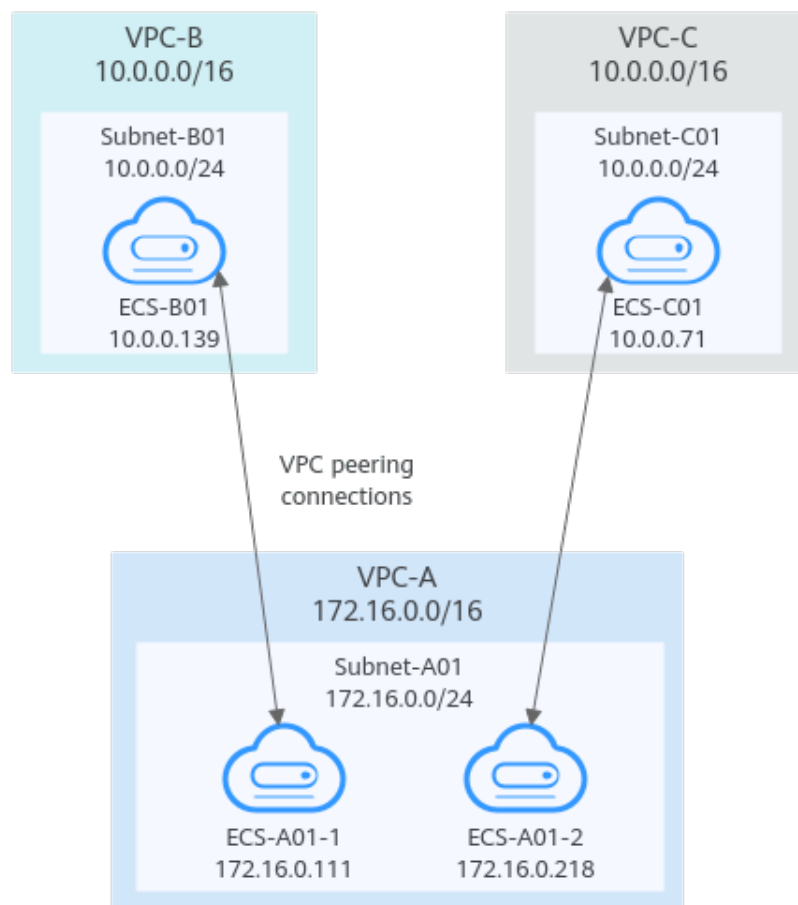 VPC-B
10.0.0.0/16
Subnet-B01
10.0.0.0/24
ECS-B01
10.0.0.139
VPC-C
10.0.0.0/16
Subnet-C01
10.0.0.0/24
ECS-C01
10.0.0.71
VPC peering
connections
VPC-A
172.16.0.0/16
Subnet-A01
172.16.0.0/24
ECS-A01-1
172.16.0.111
ECS-A01-2
172.16.0.218